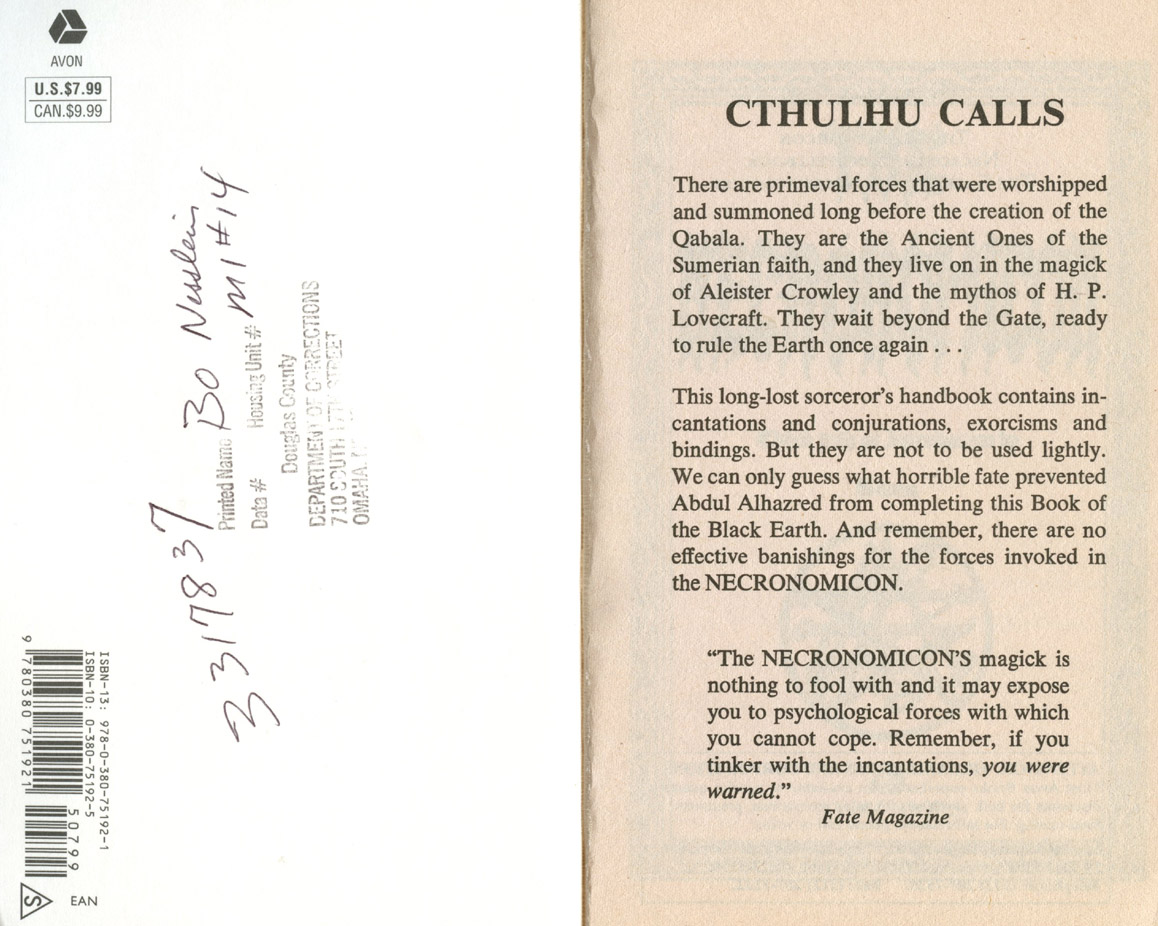 AVON
U.S.$7.99
CAN.$9.99
Bo
M1 #14
Printed Name
Housing Unit #
Data #
Douglas County
DEPARTMENT OF CORRECTIONS
710 SOUTH 17TH STREET
OMAHA,
3317837
ISBN-13: 978-0-380-75192-1
ISBN-10: 0-380-75192-5
9 780380 751921
50799
S
EAN
CTHULHU CALLS
There are primeval forces that were worshipped
and summoned long before the creation of the
Qabala. They are the Ancient Ones of the
Sumerian faith, and they live on in the magick
of Aleister Crowley and the mythos of H. P.
Lovecraft. They wait beyond the Gate, ready
to rule the Earth once again . . .
This long-lost sorceror's handbook contains in-
cantations and conjurations, exorcisms and
bindings. But they are not to be used lightly.
We can only guess what horrible fate prevented
Abdul Alhazred from completing this Book of
the Black Earth. And remember, there are no
effective banishings for the forces invoked in
the NECRONOMICON.
“The NECRONOMICON'S magick is
nothing to fool with and it may expose
you to psychological forces with which
you cannot cope. Remember, if you
tinker with the incantations, you were
warned.”
Fate Magazine